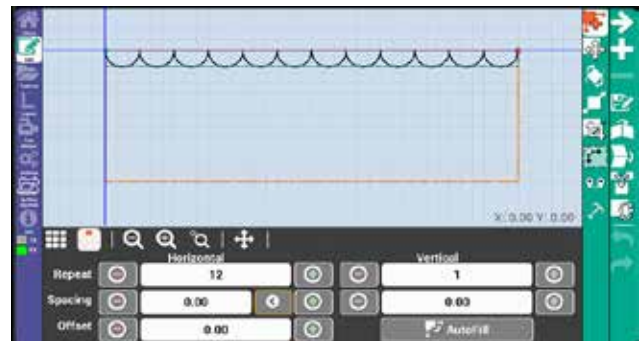 X: 0.00 Y: 0.00
Horizontal
Vertical
Repeat
12
1
Spacing
0.00
0.00
Offset
0.00
AutoFill